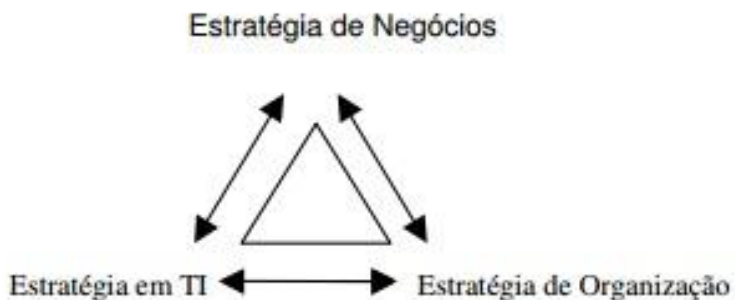 Estratégia de Negócios
Estratégia em TI
Estratégia de Organização